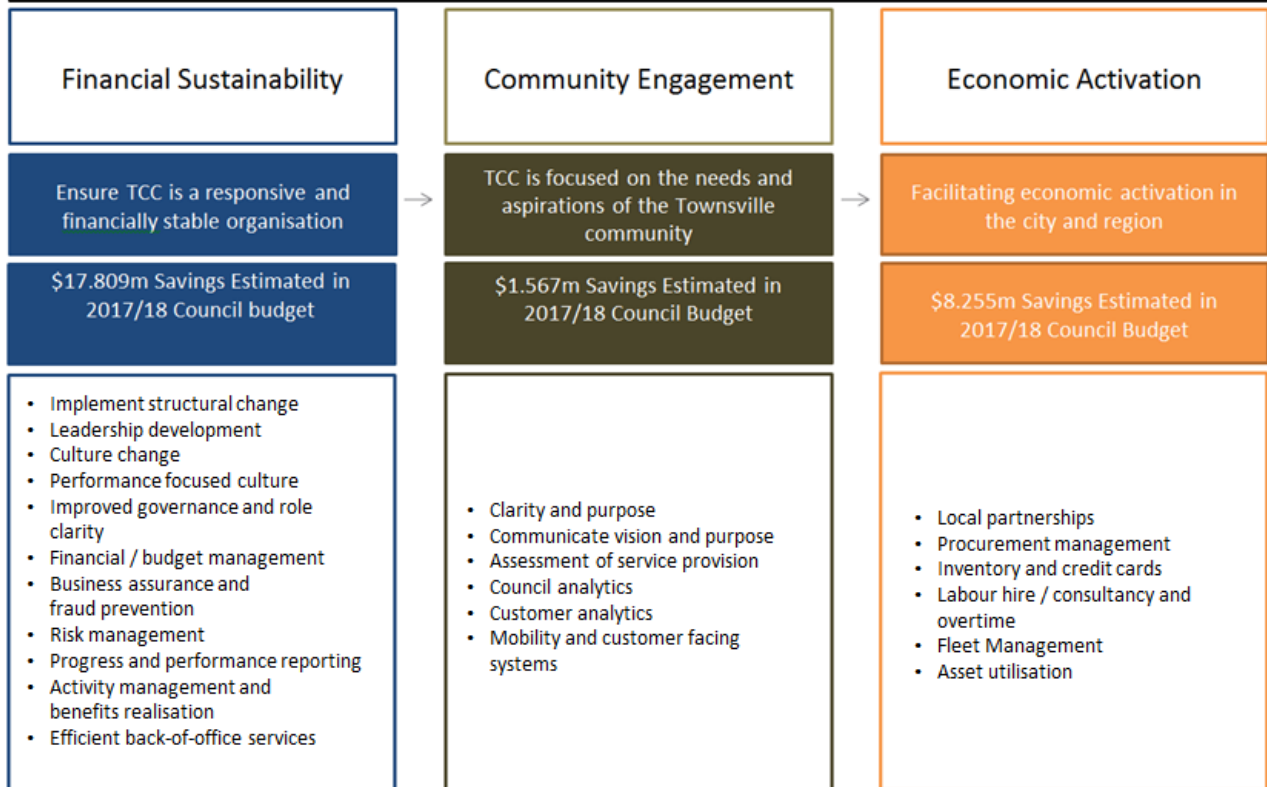 Financial Sustainability
Ensure TCC is a responsive and
financially stable organisation
$17.809m Savings Estimated in
2017/18 Council budget
• Implement structural change
• Leadership development
• Culture change
• Performance focused culture
• Improved governance and role
clarity
• Financial / budget management
• Business assurance and
fraud prevention
• Risk management
• Progress and performance reporting
• Activity management and
benefits realisation
• Efficient back-of-office services
Community Engagement
TCC is focused on the needs and
aspirations of the Townsville
community
$1.567m Savings Estimated in
2017/18 Council Budget
• Clarity and purpose
• Communicate vision and purpose
• Assessment of service provision
• Council analytics
• Customer analytics
• Mobility and customer facing
systems
Economic Activation
Facilitating economic activation in
the city and region
$8.255m Savings Estimated in
2017/18 Council Budget
• Local partnerships
• Procurement management
• Inventory and credit cards
• Labour hire / consultancy and
overtime
• Fleet Management
• Asset utilisation